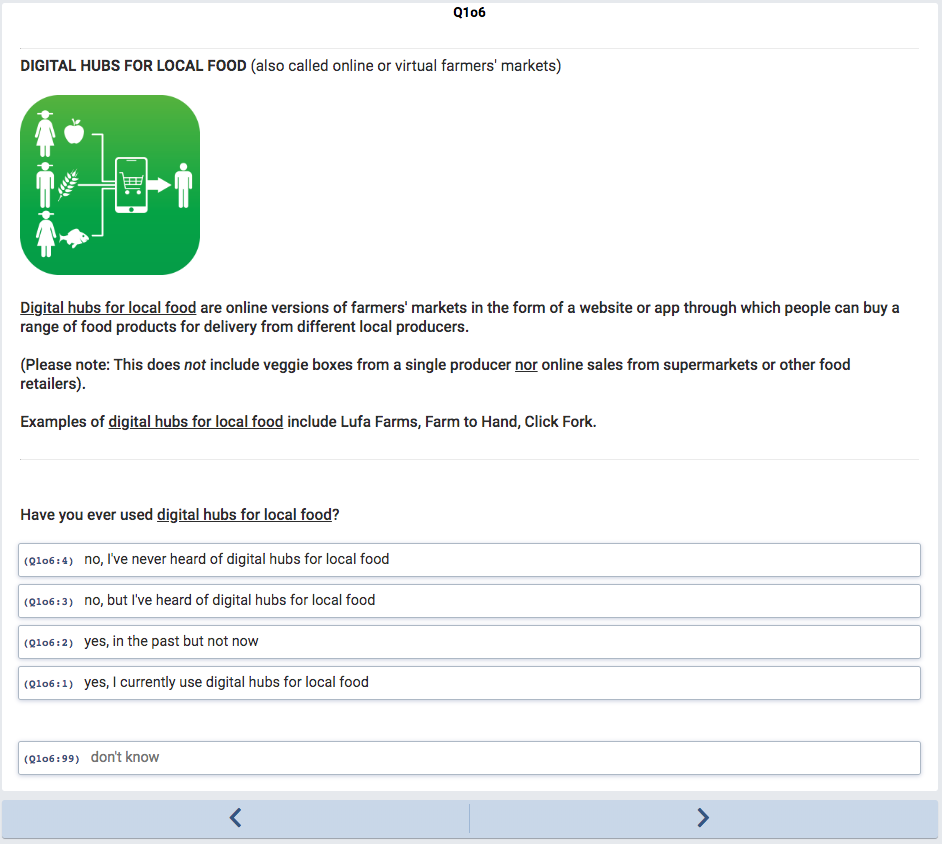 Q1o6
DIGITAL HUBS FOR LOCAL FOOD (also called online or virtual farmers' markets)
Digital hubs for local food are online versions of farmers' markets in the form of a website or app through which people can buy a
range of food products for delivery from different local producers.
(Please note: This does not include veggie boxes from a single producer nor online sales from supermarkets or other food
retailers).
Examples of digital hubs for local food include Lufa Farms, Farm to Hand, Click Fork.
Have you ever used digital hubs for local food?
(Q1o6:4) no, I've never heard of digital hubs for local food
(Q1o6:3) no, but I've heard of digital hubs for local food
(Q1o6:2) yes, in the past but not now
(Q1o6:1) yes, I currently use digital hubs for local food
(Q1o6:99) don't know